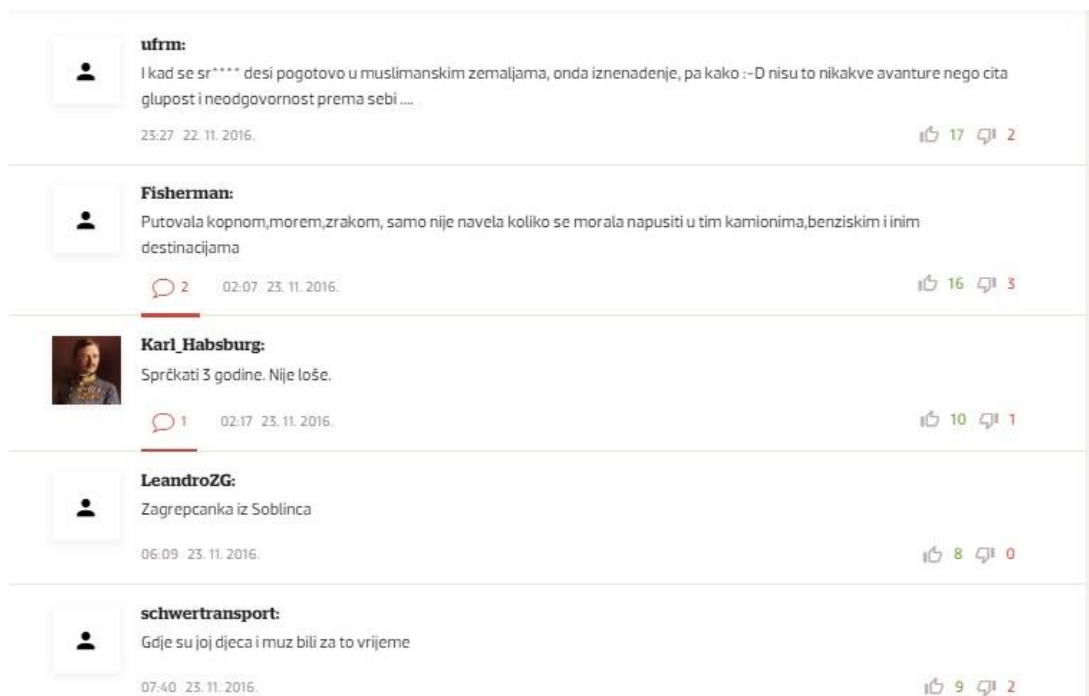 ufrm:
I kad se sr**** desi pogotovo u muslimanskim zemaljama, onda iznenadenje, pa kako :-D nisu to nikakve avanture nego cita
glupost i neodgovornost prema sebi ....
23:27 22. 11. 2016.
17 2
Fisherman:
Putovala kopnom,morem,zrakom, samo nije navela koliko se morala napusiti u tim kamionima,benziskim i inim
destinacijama
2 02:07 23. 11. 2016.
16 3
Karl_Habsburg:
Sprčkati 3 godine. Nije loše.
1 02:17 23. 11. 2016.
10 1
LeandroZG:
Zagrepcanka iz Soblinca
06:09 23. 11. 2016.
8 0
schwertransport:
Gdje su joj djeca i muz bili za to vrijeme
07:40 23. 11. 2016.
9 2